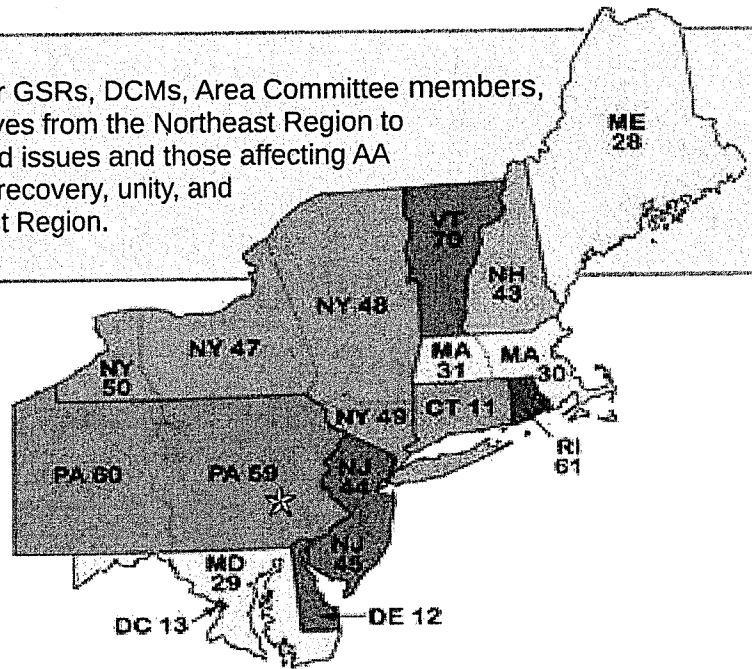 r GSRs, DCMs, Area Committee members,
ves from the Northeast Region to
d issues and those affecting AA
recovery, unity, and
st Region.
ME
28
VT
70
NH
43
NY 48
NY 47
NY
50
MA
31
MA
30
NY 49
CT 11
RI
61
PA 60
PA 59
NJ
44
NJ
45
MD
29
DC 13
DE 12